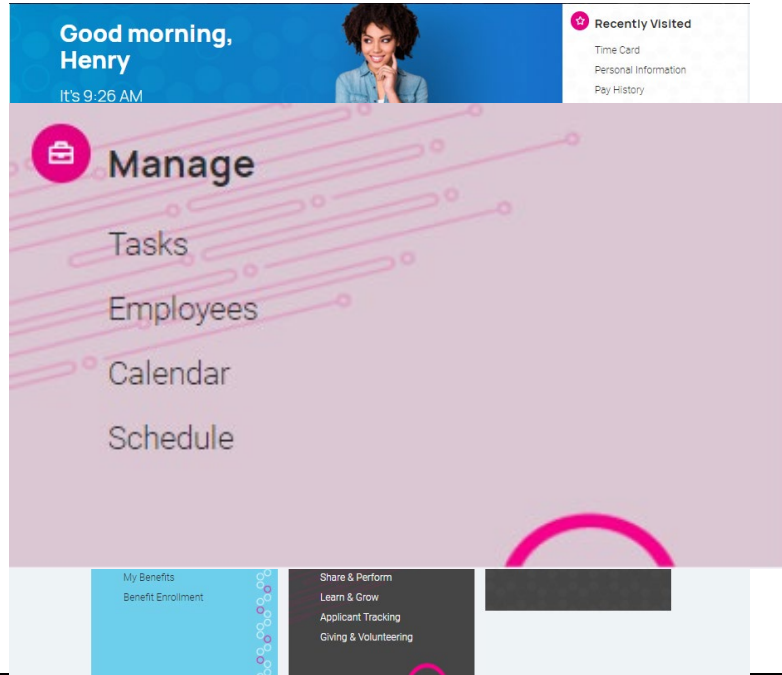 Good morning,
Henry
It's 9:26 AM
Recently Visited
Time Card
Personal Information
Pay History
Manage
Tasks
Employees
Calendar
Schedule
My Benefits
Benefit Enrollment
Share & Perform
Learn & Grow
Applicant Tracking
Giving & Volunteering